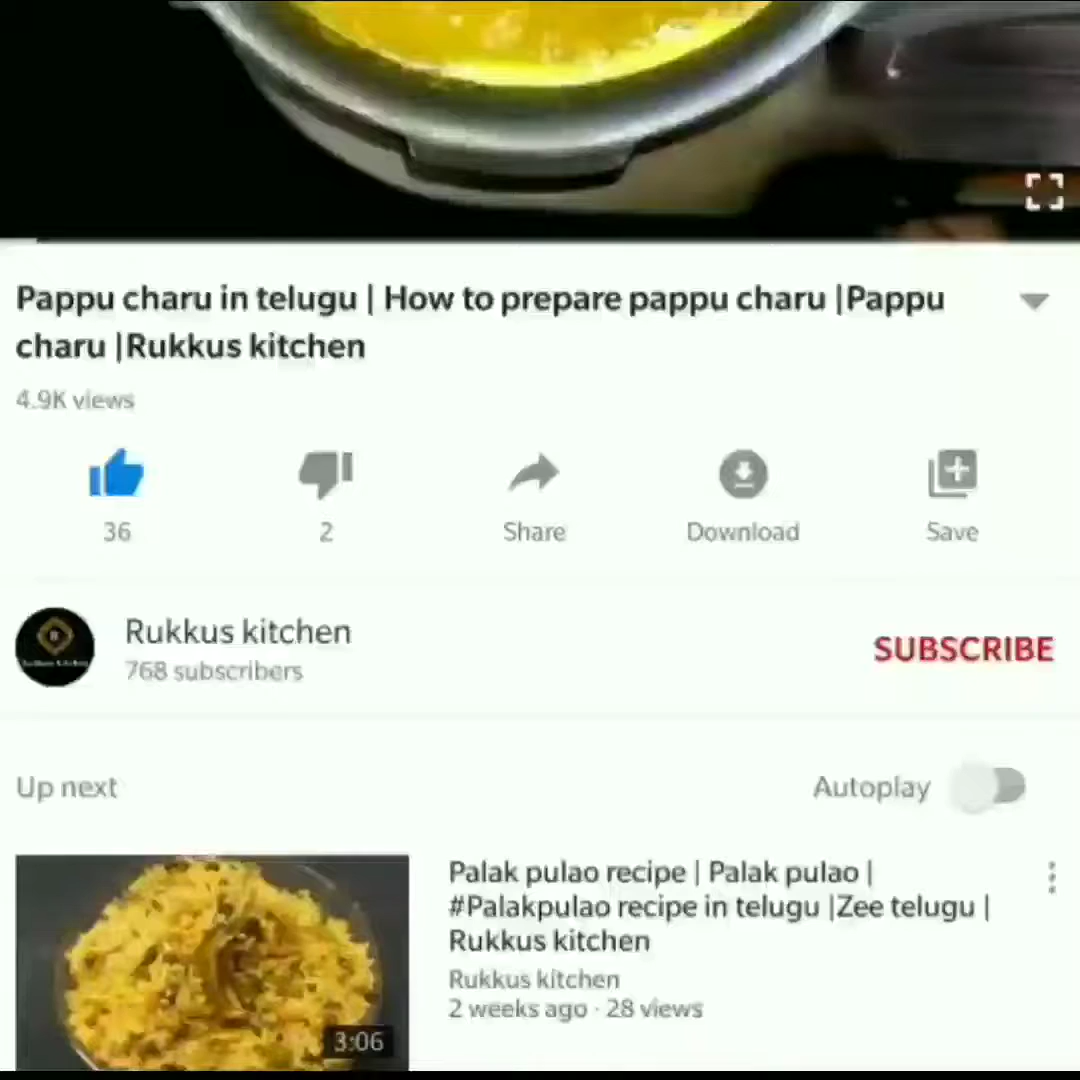 Pappu charu in telugu | How to prepare pappu charu |Pappu
charu |Rukkus kitchen
4.9K views
36
2
Share
Download
Save
Rukkus kitchen
768 subscribers
SUBSCRIBE
Up next
Autoplay
Palak pulao recipe | Palak pulao |
#Palakpulao recipe in telugu |Zee telugu |
Rukkus kitchen
Rukkus kitchen
2 weeks ago · 28 views
3:06